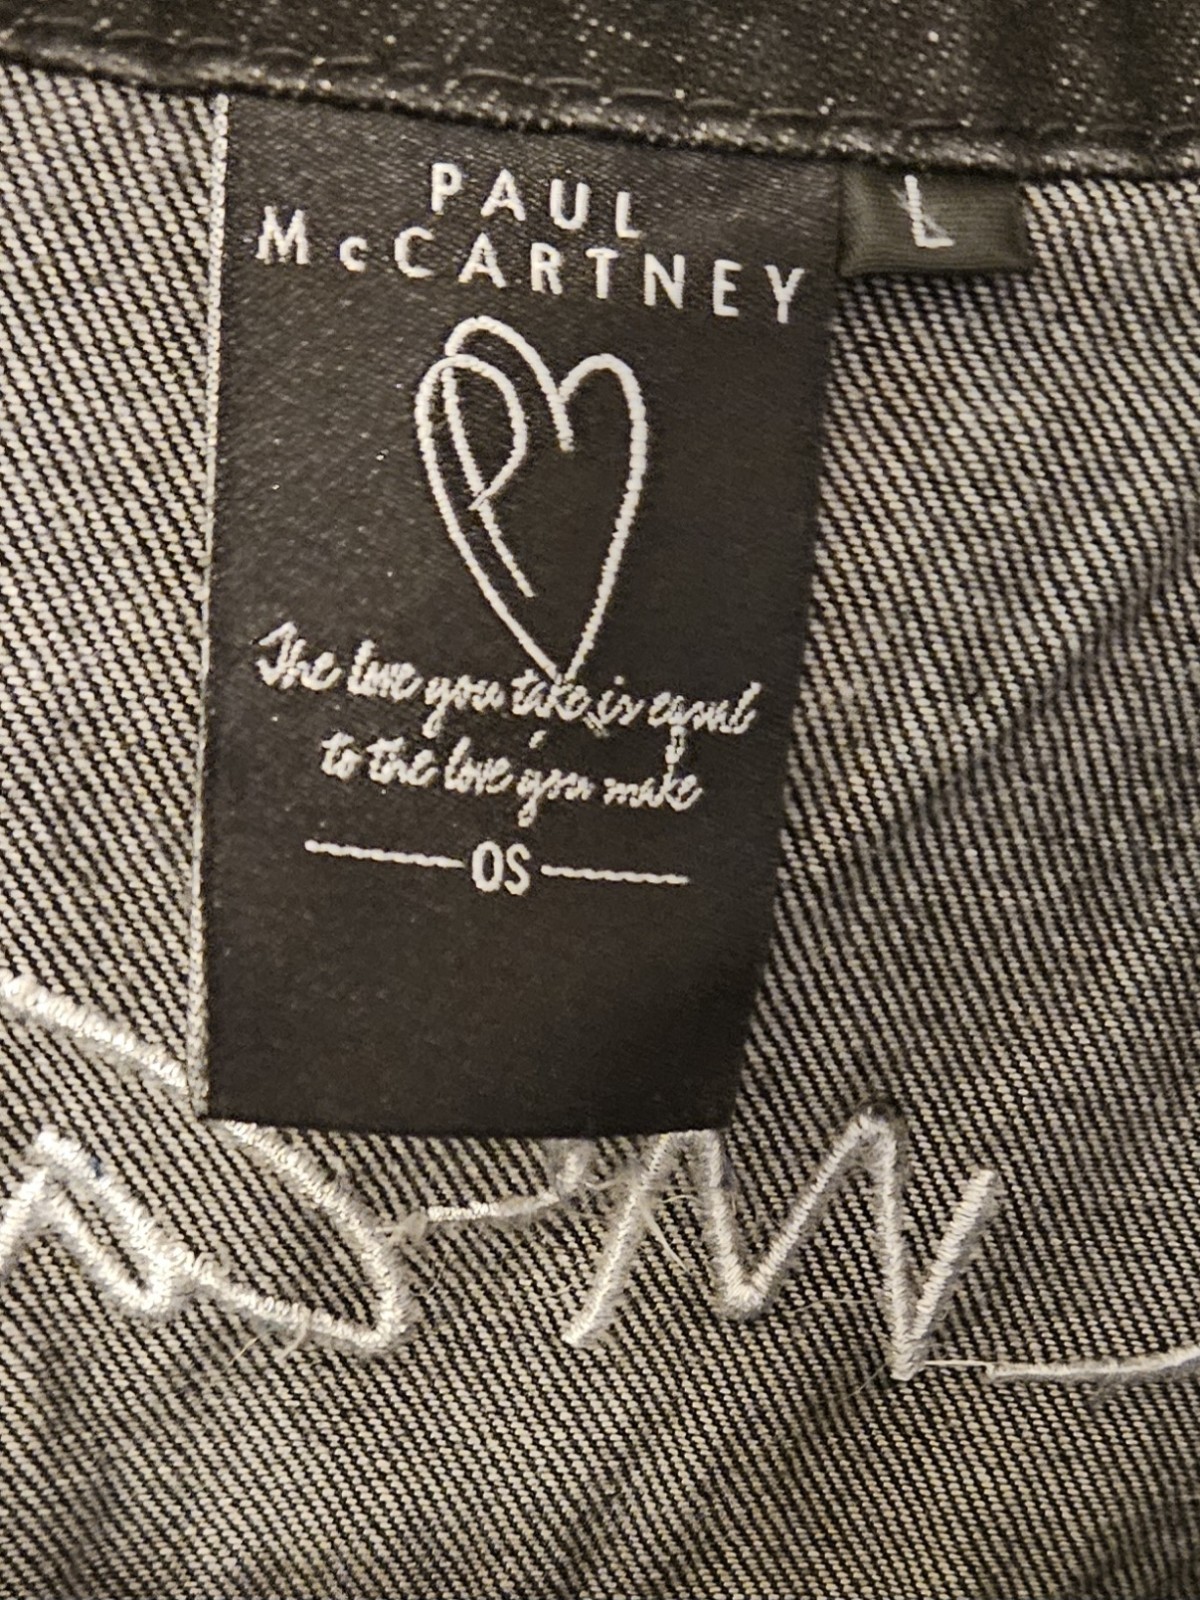 PAUL
McCARTNEY
L
The love you take is equal
to the love you make
OS